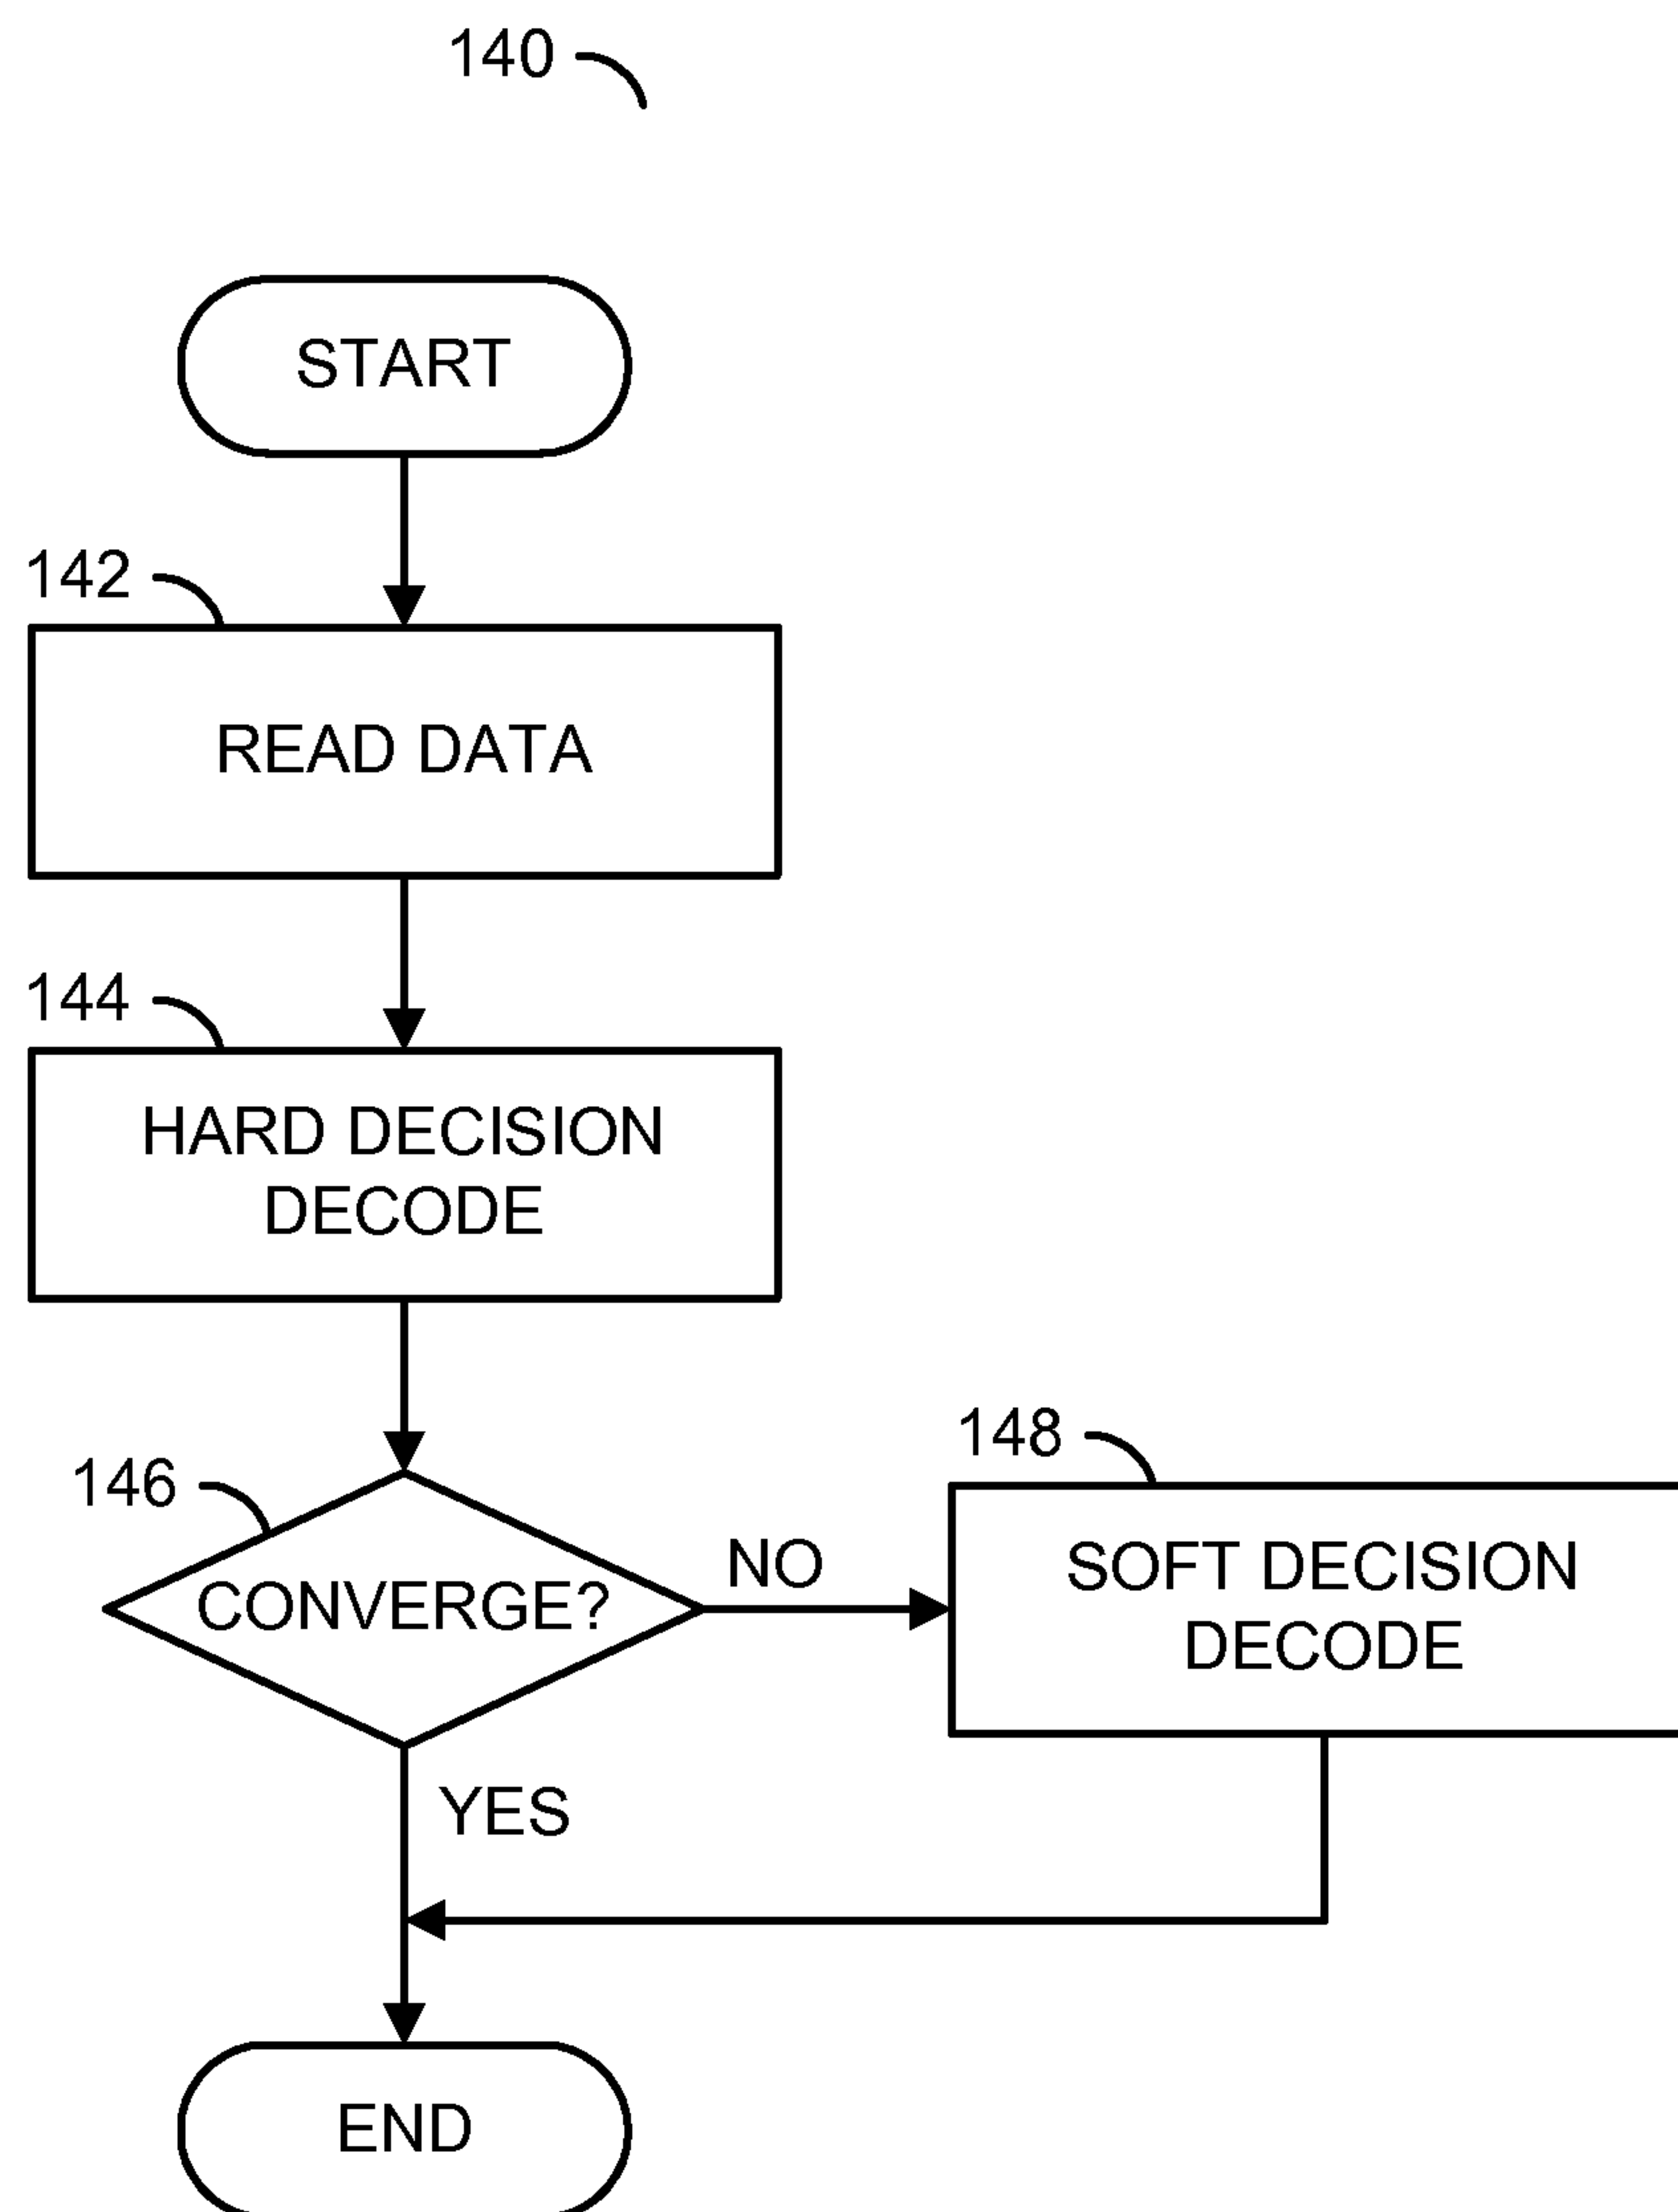 140
START
142
READ DATA
144
HARD DECISION
DECODE
146
CONVERGE?
NO
148
SOFT DECISION
DECODE
YES
END